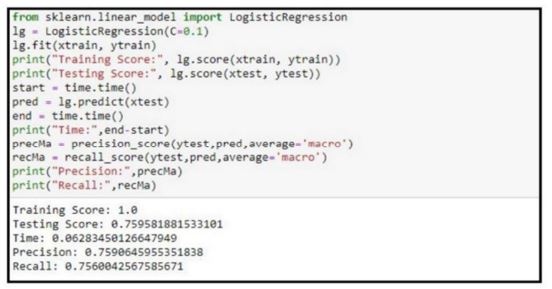 from sklearn.linear_model import LogisticRegression
lg = LogisticRegression(C=0.1)
lg.fit(xtrain, ytrain)
print("Training Score:", lg.score(xtrain, ytrain))
print("Testing Score:", lg.score(xtest, ytest))
start = time.time()
pred = lg.predict(xtest)
end = time.time()
print("Time:",end-start)
precMa = precision_score(ytest,pred,average='macro')
recMa = recall_score(ytest,pred,average='macro')
print("Precision:",precMa)
print("Recall:",recMa)
Training Score: 1.0
Testing Score: 0.759581881533101
Time: 0.06283450126647949
Precision: 0.7590645955351838
Recall: 0.7560042567585671